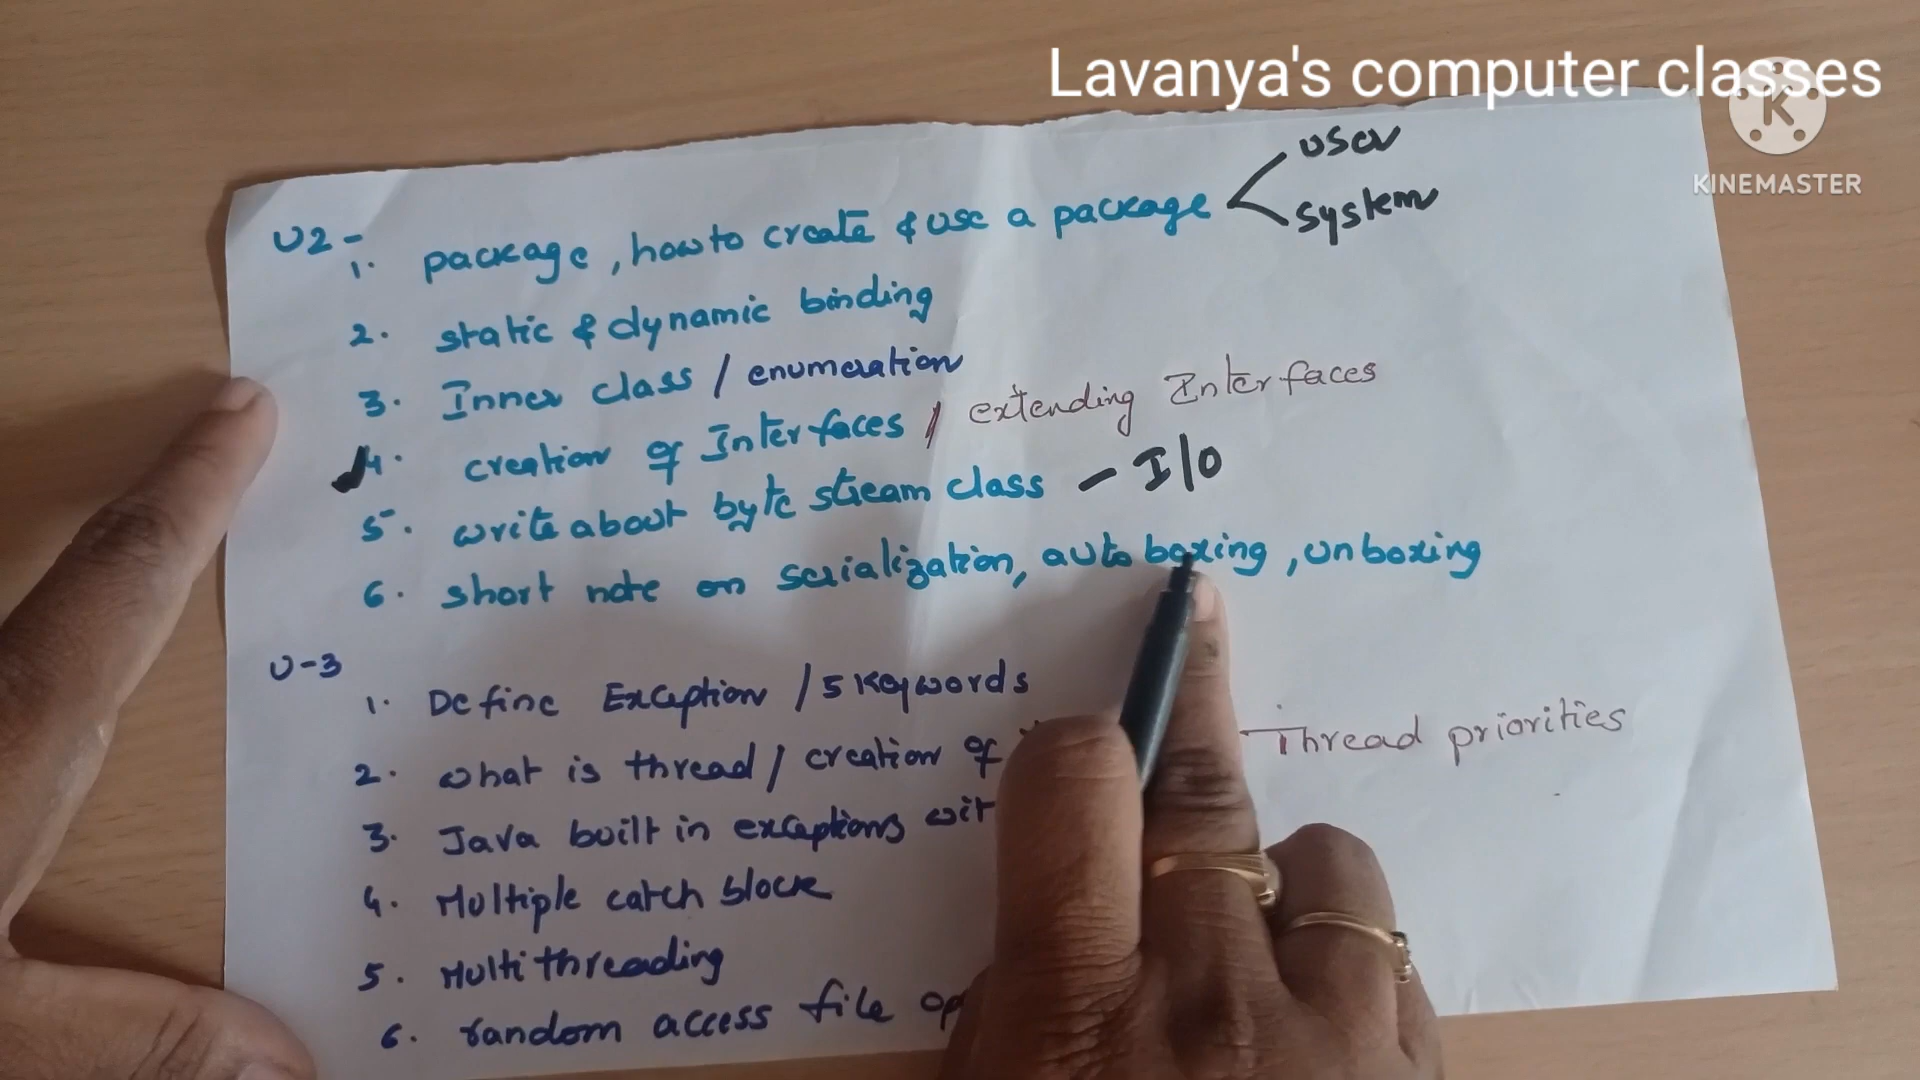 Lavanya's computer classes
KINEMASTER
U2 -
1. package, how to create & use a package < user
system
2. static & dynamic binding
3. Inner class / enumeration
4. creation of Interfaces / extending Interfaces
5. write about byte stream class - I/O
6. short note on serialization, auto boxing, unboxing
U-3
1. Define Exception / 5 keywords
2. what is thread / creation of Thread priorities
3. Java built in exceptions
4. Multiple catch block
5. Multi threading
6. random access file